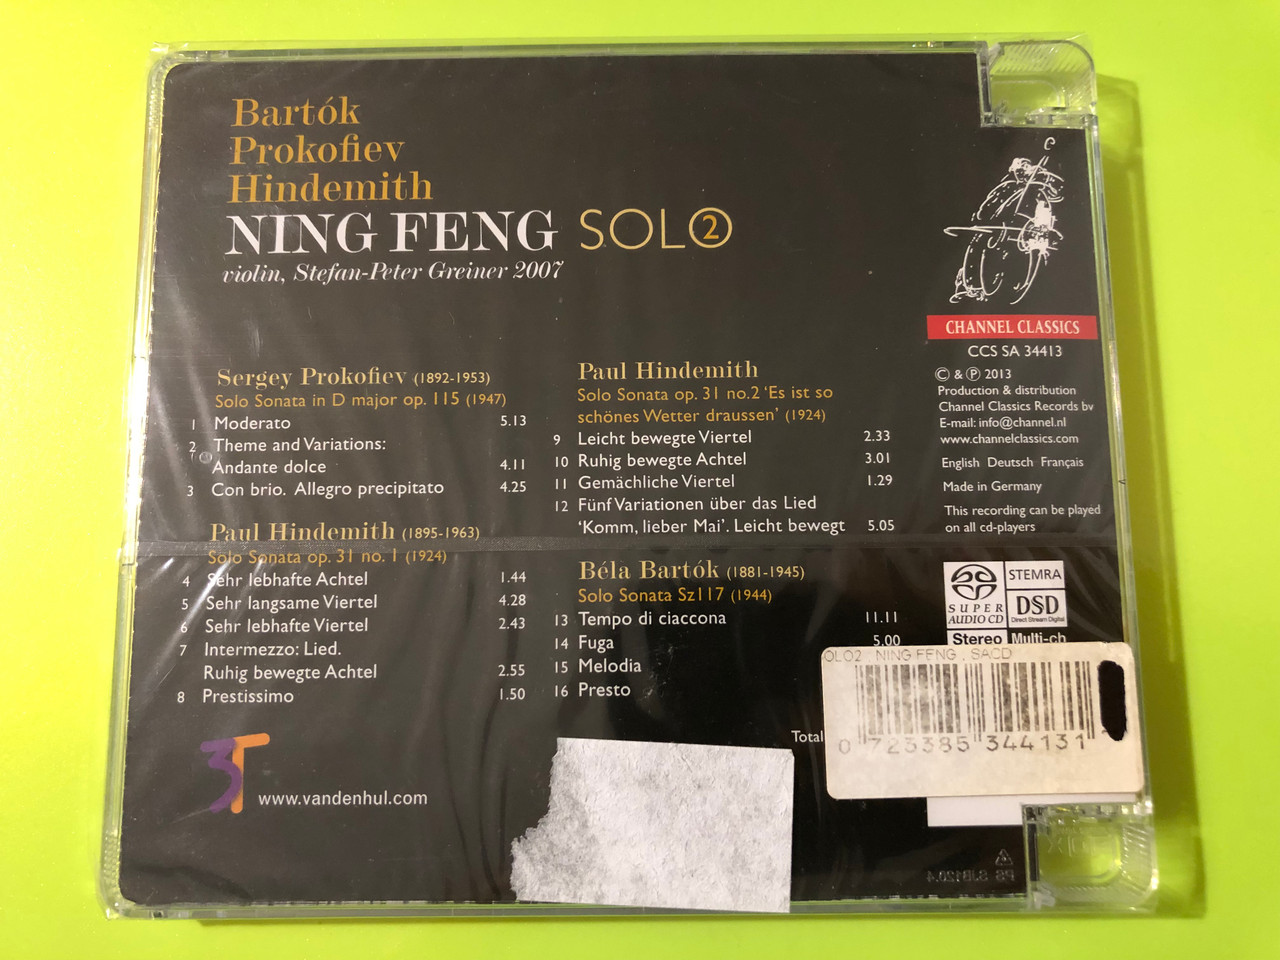 Bartók
Prokofiev
Hindemith
NING FENG SOLO 2
violin, Stefan-Peter Greiner 2007
Sergey Prokofiev (1892-1953)
Solo Sonata in D major op. 115 (1947)
1 Moderato 5.13
2 Theme and Variations:
Andante dolce 4.11
3 Con brio. Allegro precipitato 4.25
Paul Hindemith (1895-1963)
Solo Sonata op. 31 no. 1 (1924)
4 Sehr lebhafte Achtel 1.44
5 Sehr langsame Viertel 4.28
6 Sehr lebhafte Viertel 2.43
7 Intermezzo: Lied.
Ruhig bewegte Achtel 2.55
8 Prestissimo 1.50
3T
www.vandenhul.com
Paul Hindemith
Solo Sonata op. 31 no.2 ‘Es ist so
schönes Wetter draussen’ (1924)
9 Leicht bewegte Viertel 2.33
10 Ruhig bewegte Achtel 3.01
11 Gemächliche Viertel 1.29
12 Fünf Variationen über das Lied
‘Komm, lieber Mai’. Leicht bewegt 5.05
Béla Bartók (1881-1945)
Solo Sonata Sz117 (1944)
13 Tempo di ciaccona 11.11
14 Fuga 5.00
15 Melodia
16 Presto
Total
CHANNEL CLASSICS
CCS SA 34413
© & ℗ 2013
Production & distribution
Channel Classics Records bv
E-mail: info@channel.nl
www.channelclassics.com
English Deutsch Français
Made in Germany
This recording can be played
on all cd-players
SUPER AUDIO CD
STEMRA
DSD
Direct Stream Digital
Stereo Multi-ch
OLO2 , NING FENG , SACD
0 723385 344131